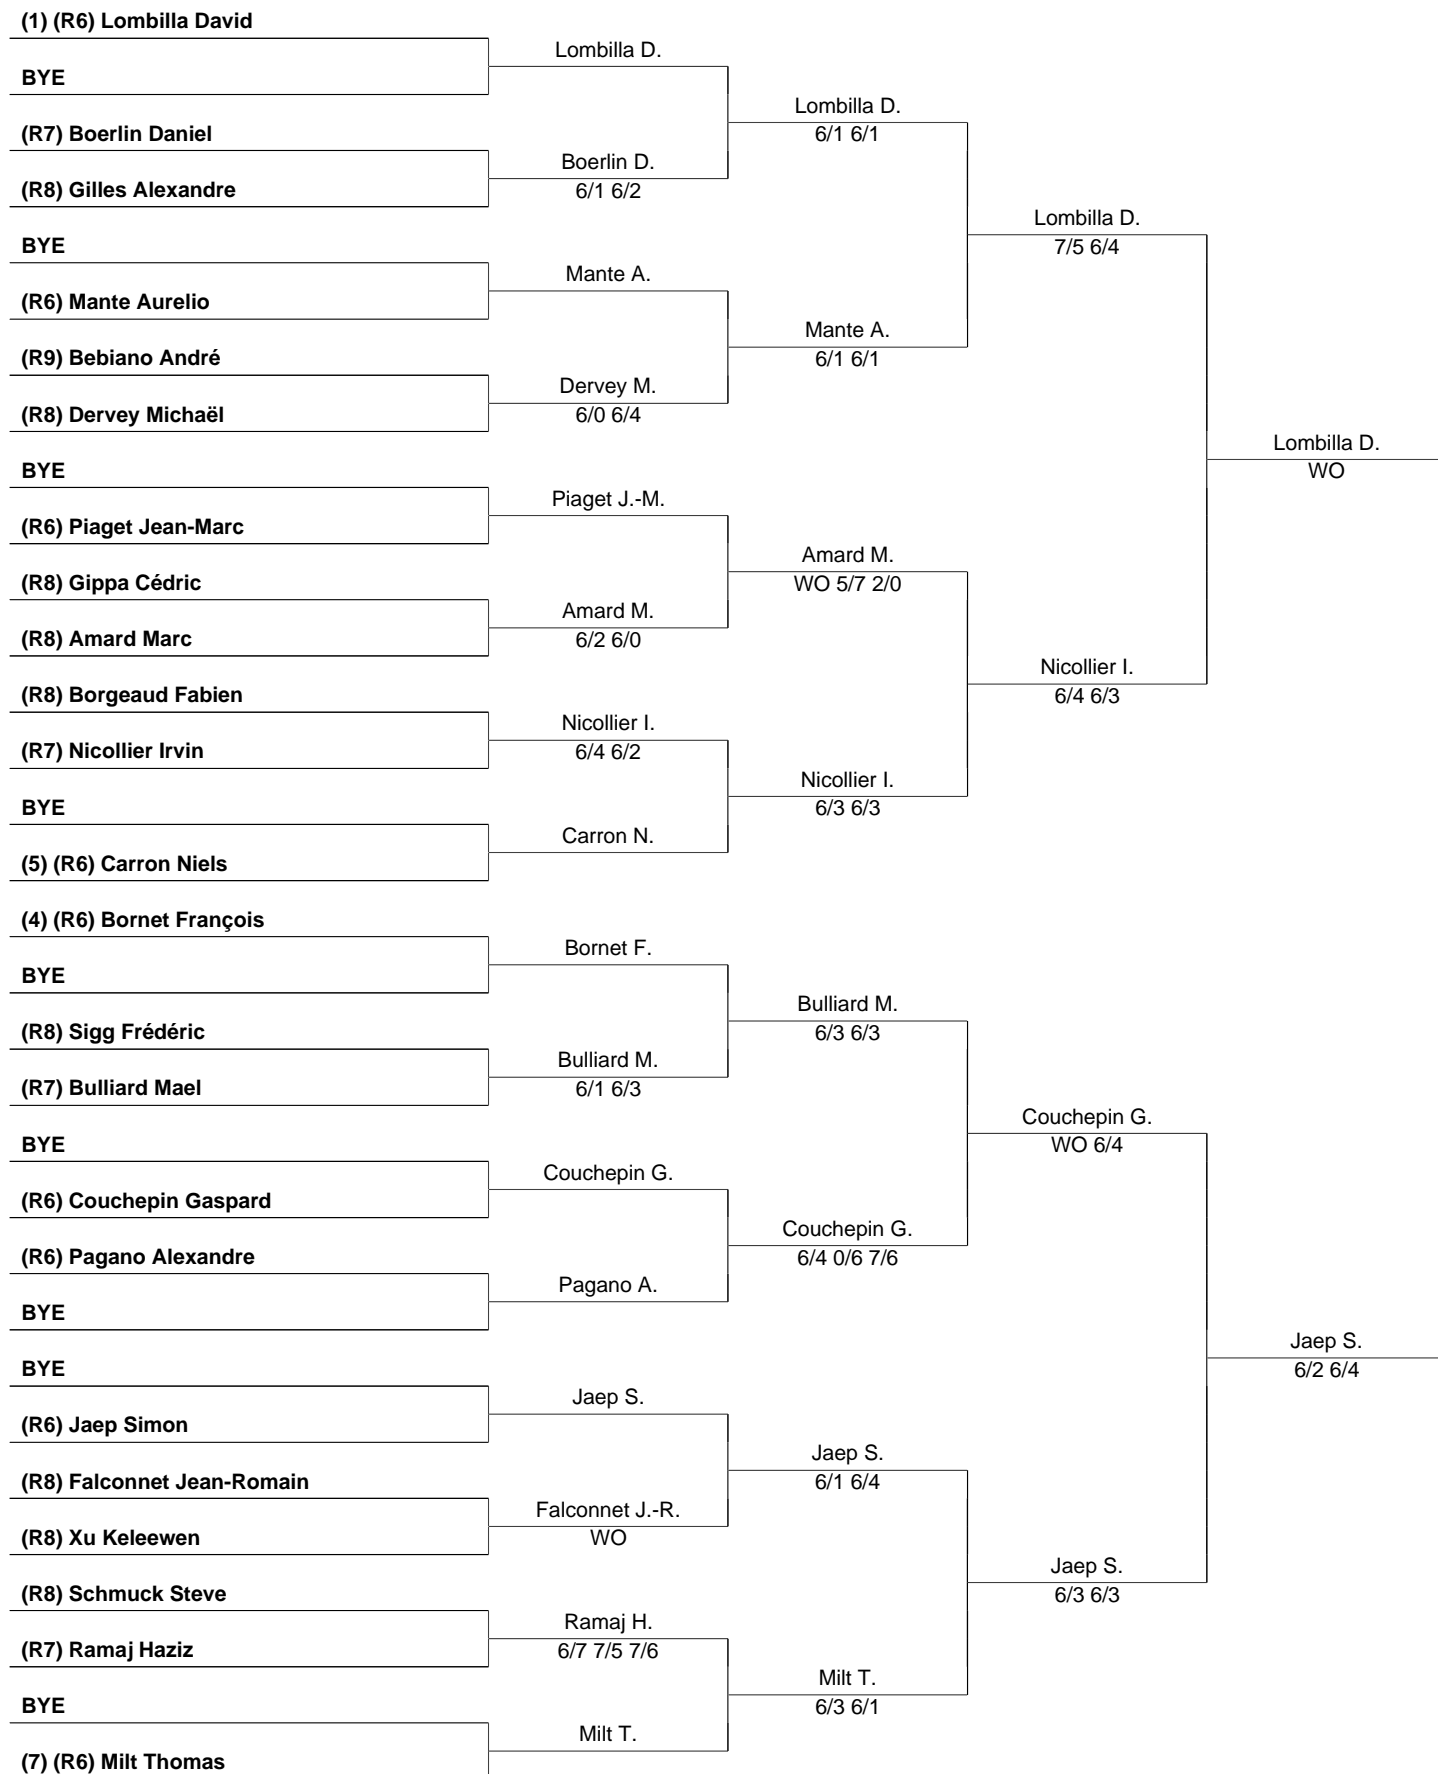 (1) (R6) Lombilla David
Lombilla D.
BYE
Lombilla D.
6/1 6/1
(R7) Boerlin Daniel
Boerlin D.
6/1 6/2
(R8) Gilles Alexandre
Lombilla D.
7/5 6/4
BYE
Mante A.
(R6) Mante Aurelio
Mante A.
6/1 6/1
(R9) Bebiano André
Dervey M.
6/0 6/4
(R8) Dervey Michaël
Lombilla D.
WO
BYE
Piaget J.-M.
(R6) Piaget Jean-Marc
Amard M.
WO 5/7 2/0
(R8) Gippa Cédric
Amard M.
6/2 6/0
(R8) Amard Marc
Nicollier I.
6/4 6/3
(R8) Borgeaud Fabien
Nicollier I.
6/4 6/2
(R7) Nicollier Irvin
Nicollier I.
6/3 6/3
BYE
Carron N.
(5) (R6) Carron Niels
(4) (R6) Bornet François
Bornet F.
BYE
Bulliard M.
6/3 6/3
(R8) Sigg Frédéric
Bulliard M.
6/1 6/3
(R7) Bulliard Mael
Couchepin G.
WO 6/4
BYE
Couchepin G.
(R6) Couchepin Gaspard
Couchepin G.
6/4 0/6 7/6
(R6) Pagano Alexandre
Pagano A.
BYE
Jaep S.
6/2 6/4
BYE
Jaep S.
(R6) Jaep Simon
Jaep S.
6/1 6/4
(R8) Falconnet Jean-Romain
Falconnet J.-R.
WO
(R8) Xu Keleewen
Jaep S.
6/3 6/3
(R8) Schmuck Steve
Ramaj H.
6/7 7/5 7/6
(R7) Ramaj Haziz
Milt T.
6/3 6/1
BYE
Milt T.
(7) (R6) Milt Thomas